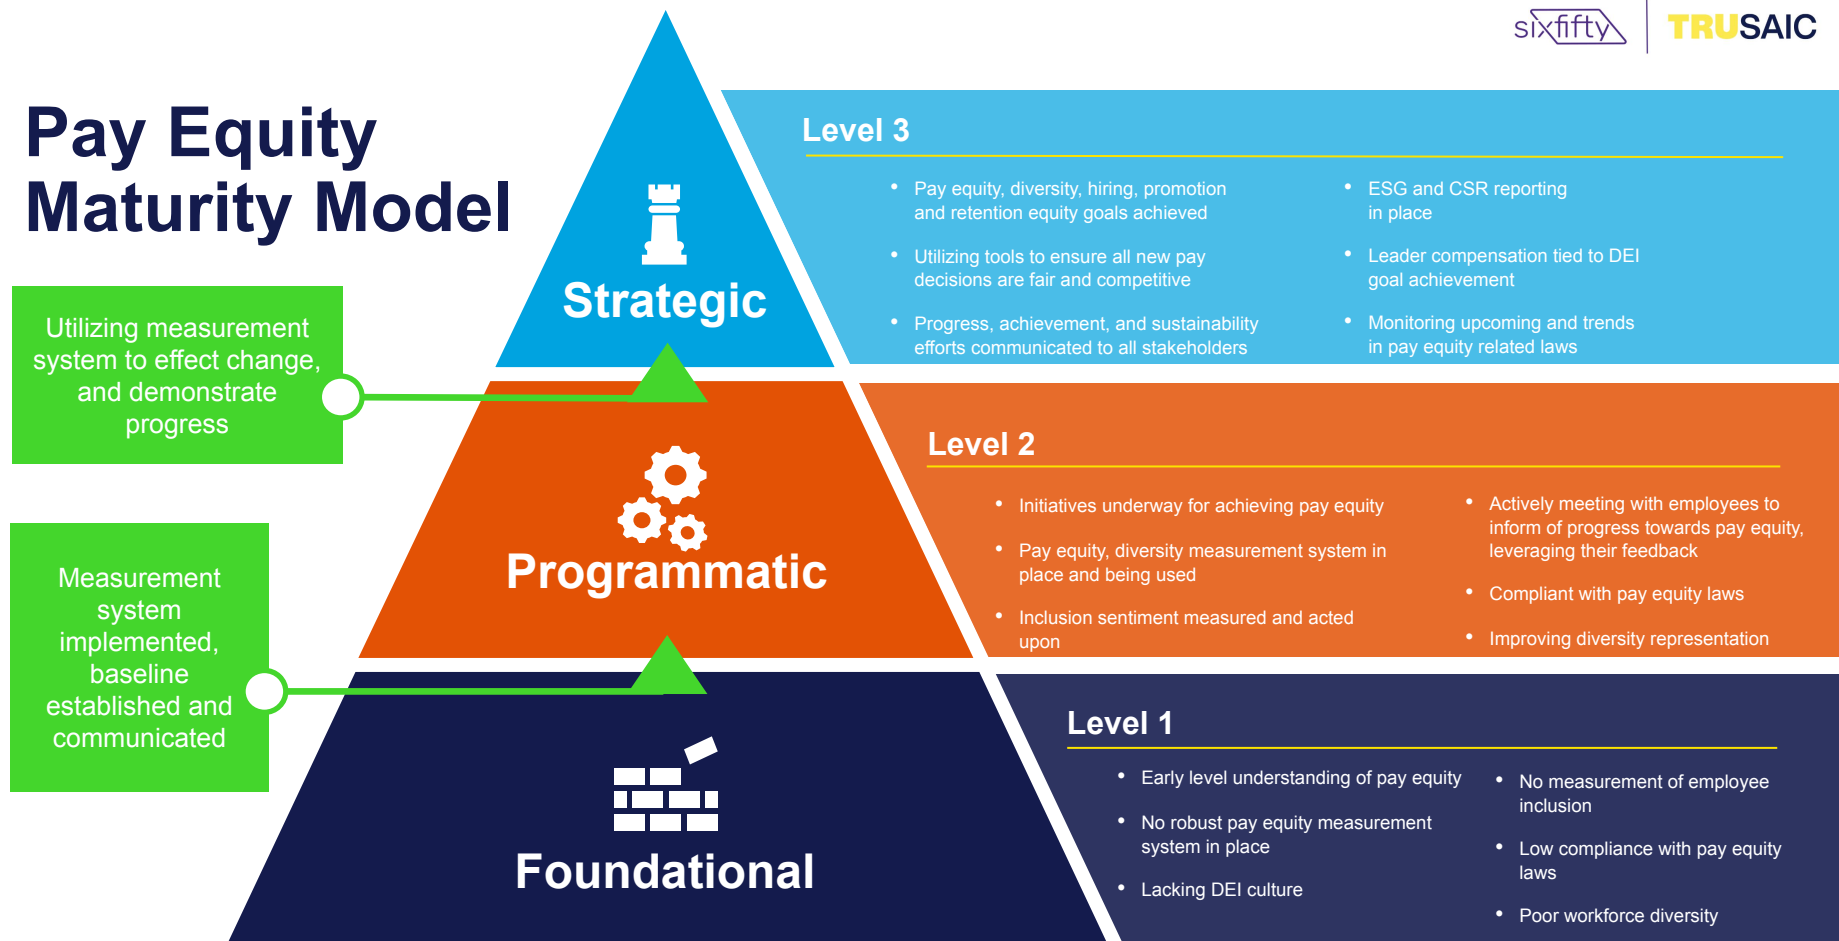 sixfifty
TRUSAIC
Pay Equity
Maturity Model
Utilizing measurement
system to effect change,
and demonstrate
progress
Measurement
system
implemented,
baseline
established and
communicated
Strategic
Programmatic
Foundational
Level 3
• Pay equity, diversity, hiring, promotion
and retention equity goals achieved
• Utilizing tools to ensure all new pay
decisions are fair and competitive
• Progress, achievement, and sustainability
efforts communicated to all stakeholders
• ESG and CSR reporting
in place
• Leader compensation tied to DEI
goal achievement
• Monitoring upcoming and trends
in pay equity related laws
Level 2
• Initiatives underway for achieving pay equity
• Pay equity, diversity measurement system in
place and being used
• Inclusion sentiment measured and acted
upon
• Actively meeting with employees to
inform of progress towards pay equity,
leveraging their feedback
• Compliant with pay equity laws
• Improving diversity representation
Level 1
• Early level understanding of pay equity
• No robust pay equity measurement
system in place
• Lacking DEI culture
• No measurement of employee
inclusion
• Low compliance with pay equity
laws
• Poor workforce diversity